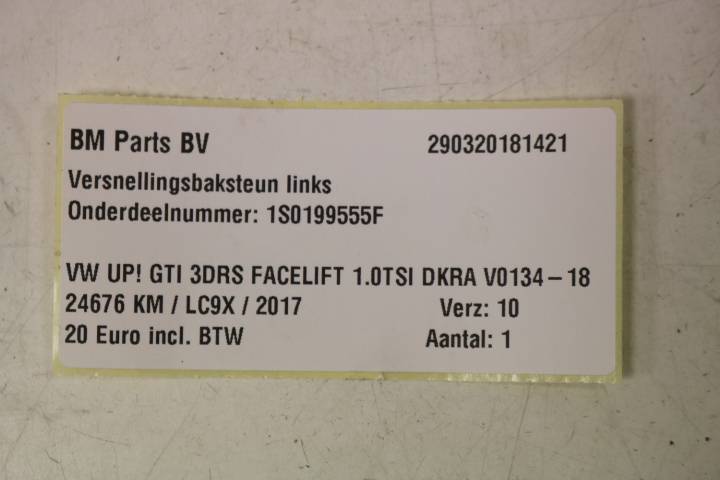 BM Parts BV 290320181421
Versnellingsbaksteun links
Onderdeelnummer: 1S0199555F
VW UP! GTI 3DRS FACELIFT 1.0TSI DKRA V0134-18
24676 KM / LC9X / 2017 Verz: 10
20 Euro incl. BTW Aantal: 1